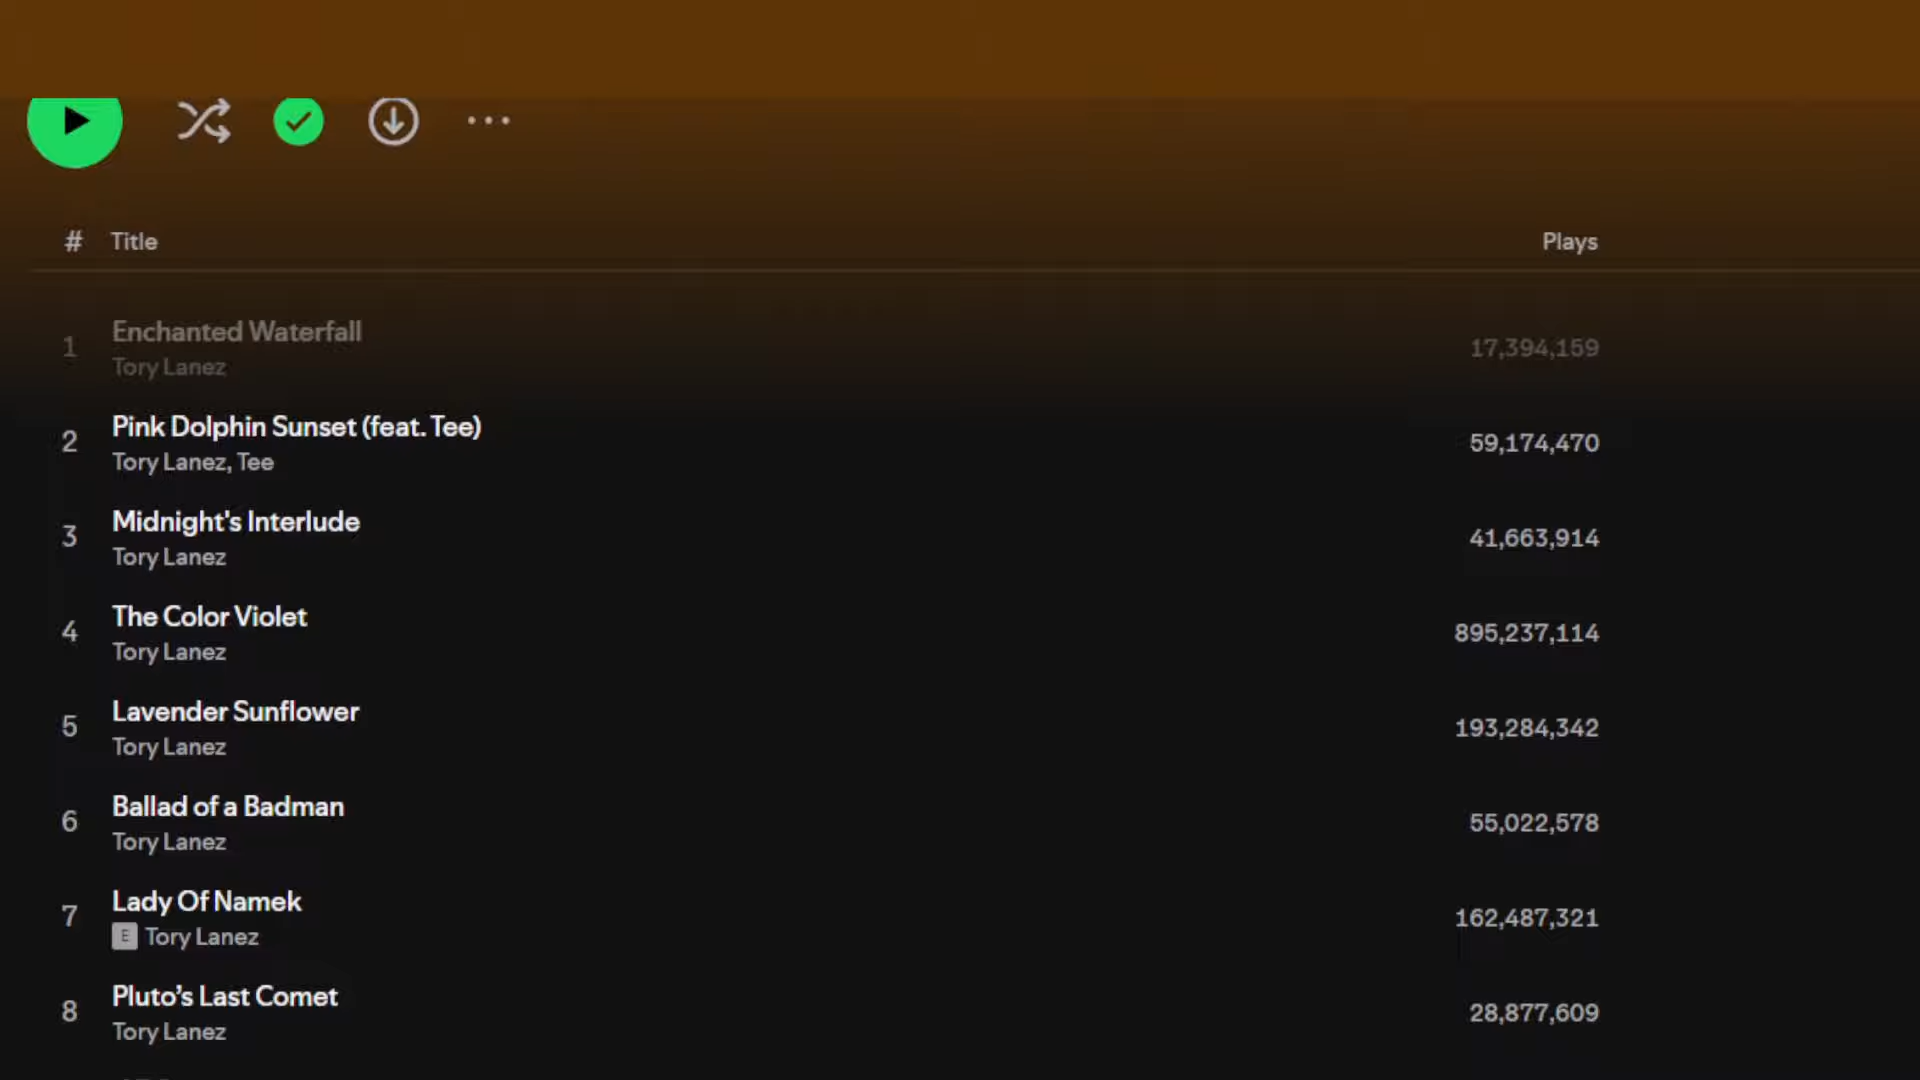 # Title Plays
1 Enchanted Waterfall 17,394,159
Tory Lanez
2 Pink Dolphin Sunset (feat. Tee) 59,174,470
Tory Lanez, Tee
3 Midnight's Interlude 41,663,914
Tory Lanez
4 The Color Violet 895,237,114
Tory Lanez
5 Lavender Sunflower 193,284,342
Tory Lanez
6 Ballad of a Badman 55,022,578
Tory Lanez
7 Lady Of Namek 162,487,321
E Tory Lanez
8 Pluto’s Last Comet 28,877,609
Tory Lanez